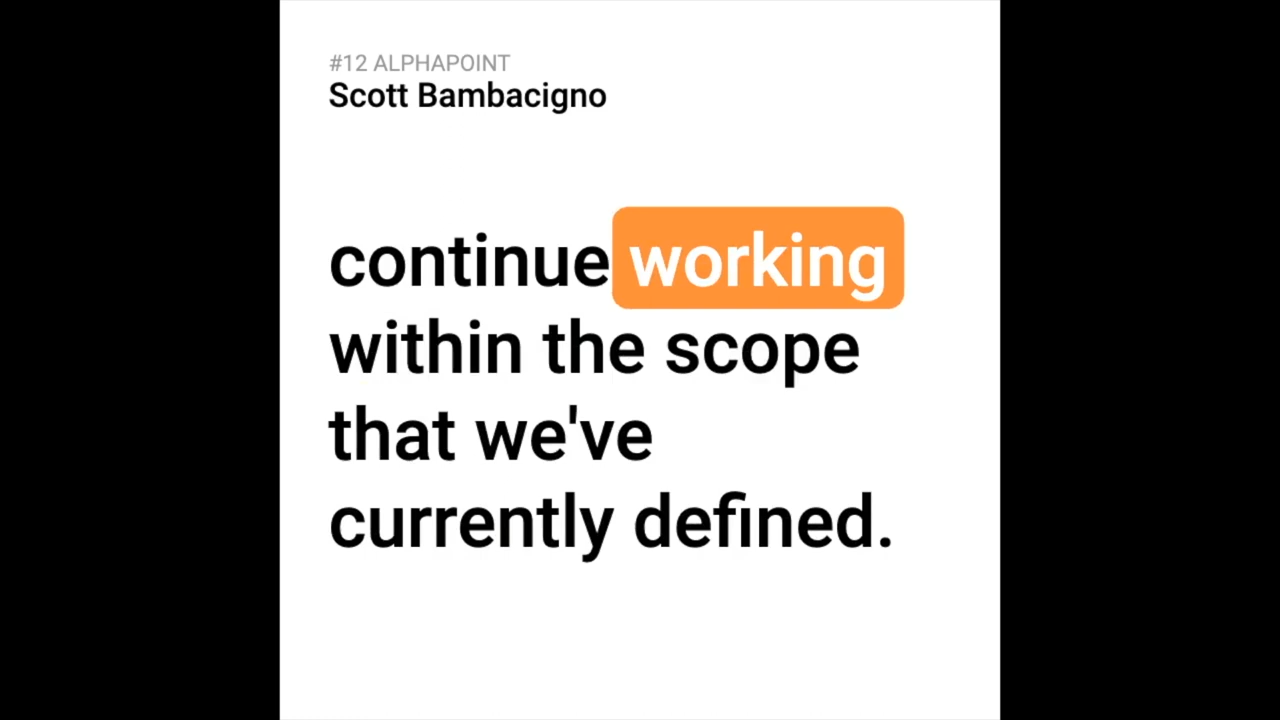 #12 ALPHAPOINT
Scott Bambacigno
continue working
within the scope
that we've
currently defined.